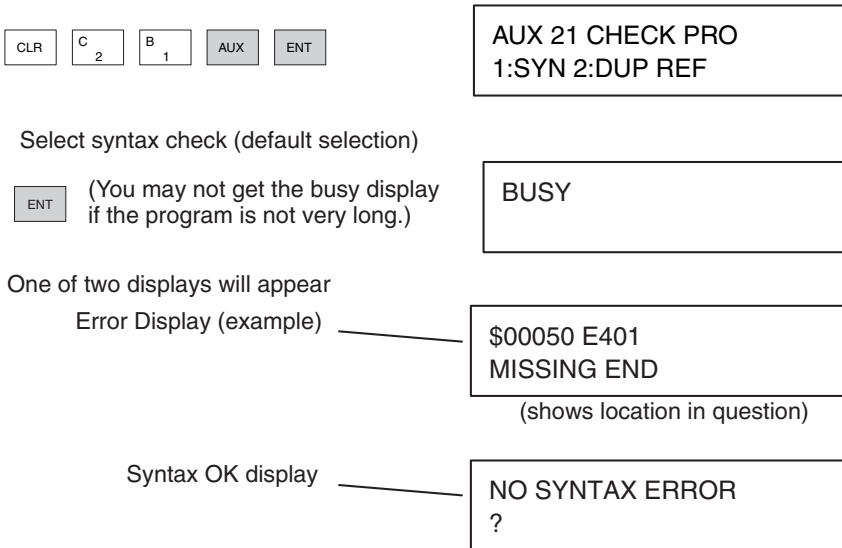 CLR C 2 B 1 AUX ENT
AUX 21 CHECK PRO
1:SYN 2:DUP REF
Select syntax check (default selection)
ENT
(You may not get the busy display
if the program is not very long.)
BUSY
One of two displays will appear
Error Display (example)
$00050 E401
MISSING END
(shows location in question)
Syntax OK display
NO SYNTAX ERROR
?